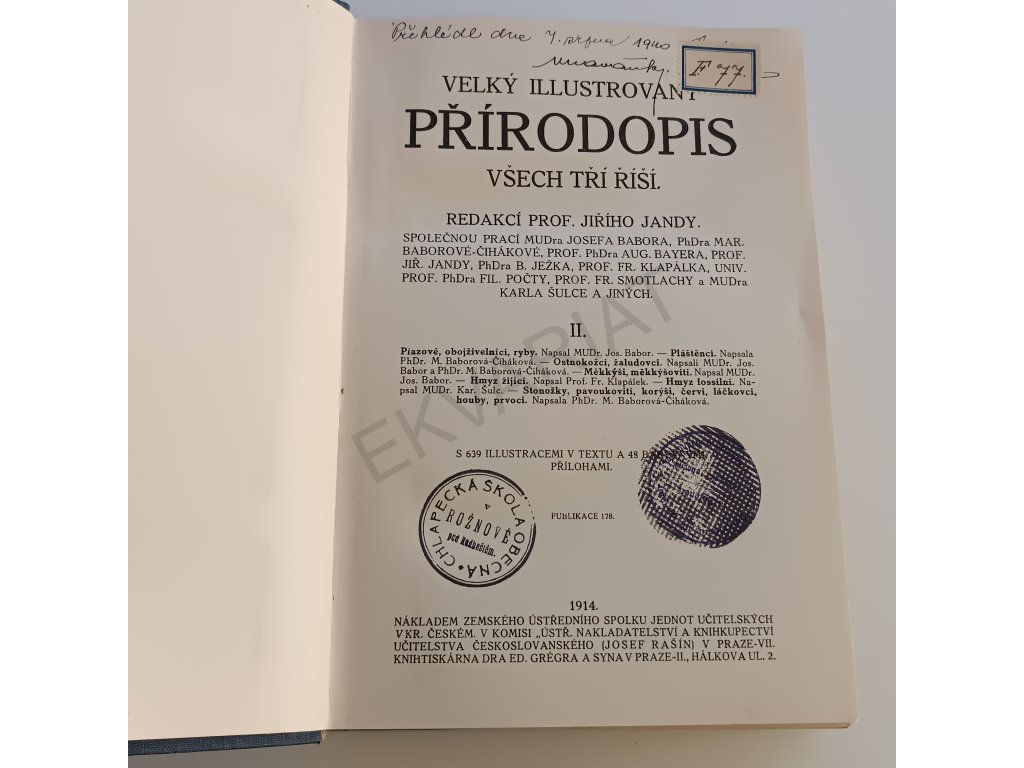 Přehlédl dne 7. srpna 1940
F. 77.
VELKÝ ILLUSTROVANÝ
PŘÍRODOPIS
VŠECH TŘÍ ŘÍŠÍ.
REDAKCÍ PROF. JIŘÍHO JANDY.
SPOLEČNOU PRACÍ MUDra JOSEFA BABORA, PhDra MAR.
BABOROVÉ-ČIHÁKOVÉ, PROF. PhDra AUG. BAYERA, PROF.
JIŘ. JANDY, PhDra B. JEŽKA, PROF. FR. KLAPÁLKA, UNIV.
PROF. PhDra FIL. POČTY, PROF. FR. SMOTLACHY a MUDra
KARLA ŠULCE A JINÝCH.
II.
Plazové, obojživelníci, ryby. Napsal MUDr. Jos. Babor. — Pláštěnci. Napsala
PhDr. M. Baborová-Čiháková. — Ostnokožci, žaludovci. Napsali MUDr. Jos.
Babor a PhDr. M. Baborová-Čiháková. — Měkkýši, měkkýšovití. Napsal MUDr.
Jos. Babor. — Hmyz žijící. Napsal Prof. Fr. Klapálek. — Hmyz fossilní. Na-
psal MUDr. Kar. Šulc. — Stonožky, pavoukovití, korýši, červi, láčkovci,
houby, prvoci. Napsala PhDr. M. Baborová-Čiháková.
S 639 ILLUSTRACEMI V TEXTU A 48 BAREVNÝMI
PŘÍLOHAMI.
CHLAPECKÁ ŠKOLA OBECNÁ
ROŽNOVĚ
pod Radhoštěm.
PUBLIKACE 178.
1914.
NÁKLADEM ZEMSKÉHO ÚSTŘEDNÍHO SPOLKU JEDNOT UČITELSKÝCH
V KR. ČESKÉM. V KOMISI „ÚSTŘ. NAKLADATELSTVÍ A KNIHKUPECTVÍ
UČITELSTVA ČESKOSLOVANSKÉHO (JOSEF RAŠÍN) V PRAZE-VII.
KNIHTISKÁRNA DRA ED. GRÉGRA A SYNA V PRAZE-II., HÁLKOVA UL. 2.
EKVARIAT